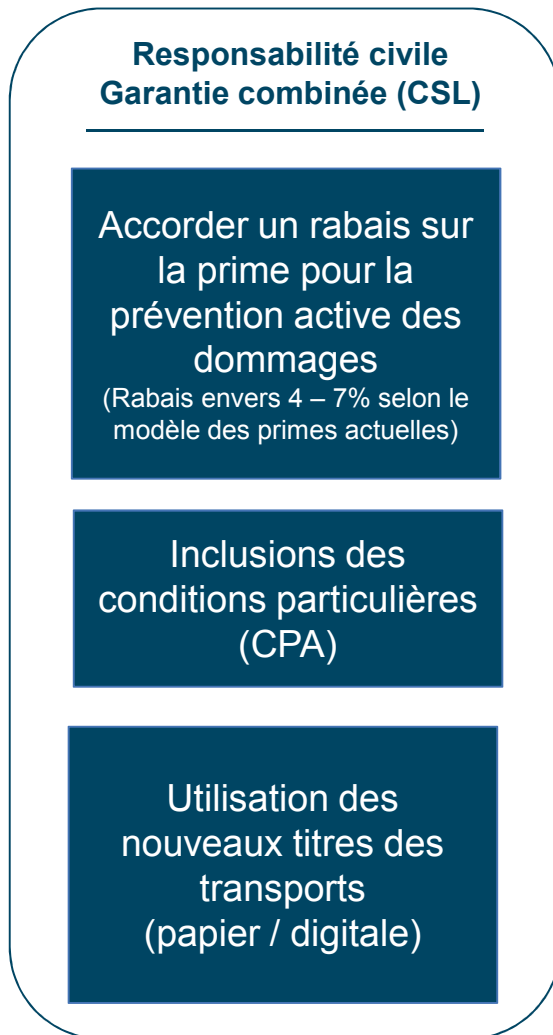 Responsabilité civile
Garantie combinée (CSL)
Accorder un rabais sur
la prime pour la
prévention active des
dommages
(Rabais envers 4 – 7% selon le
modèle des primes actuelles)
Inclusions des
conditions particulières
(CPA)
Utilisation des
nouveaux titres des
transports
(papier / digitale)